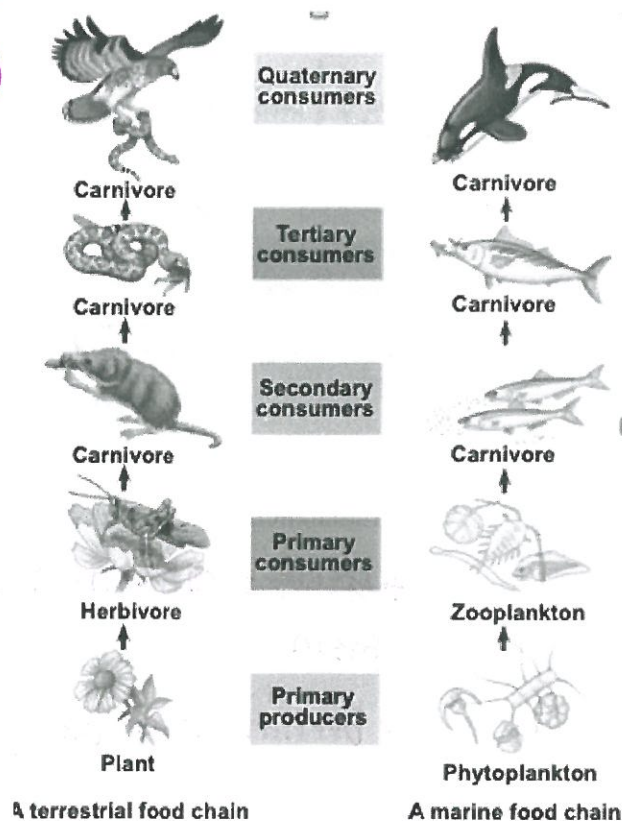 Quaternary
consumers
Carnivore
Carnivore
Tertiary
consumers
Carnivore
Carnivore
Secondary
consumers
Carnivore
Carnivore
Primary
consumers
Herbivore
Zooplankton
Primary
producers
Plant
Phytoplankton
A terrestrial food chain
A marine food chain